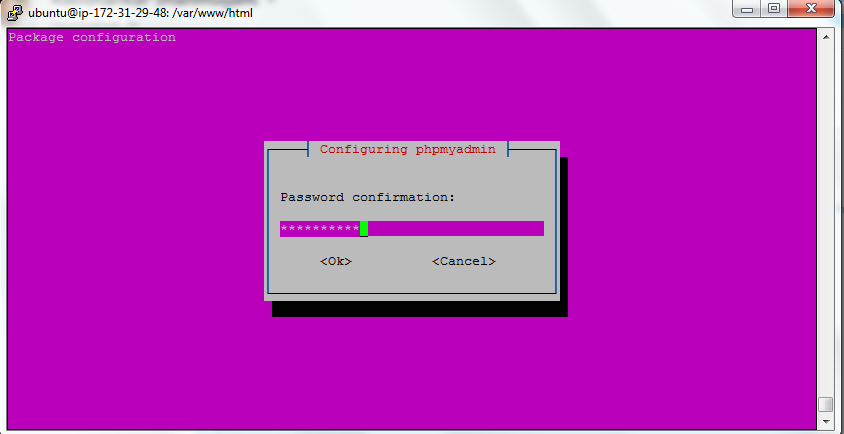 ubuntu@ip-172-31-29-48: /var/www/html
Package configuration
Configuring phpmyadmin
Password confirmation:
**********
<Ok> <Cancel>